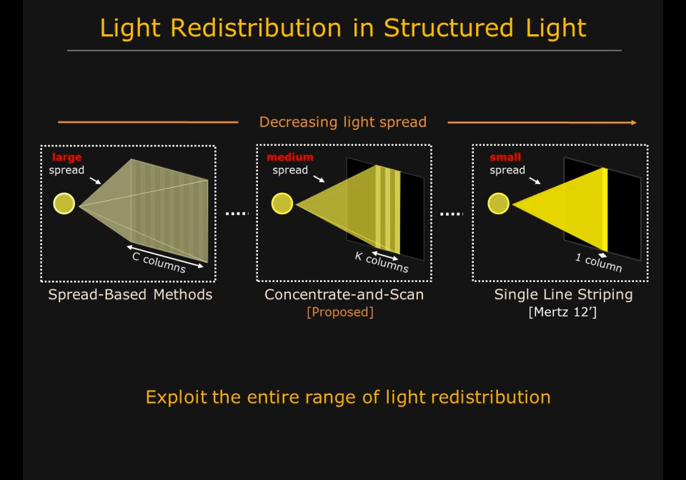 Light Redistribution in Structured Light
Decreasing light spread
large
spread
C columns
Spread-Based Methods
medium
spread
K columns
Concentrate-and-Scan
[Proposed]
small
spread
1 column
Single Line Striping
[Mertz 12’]
Exploit the entire range of light redistribution